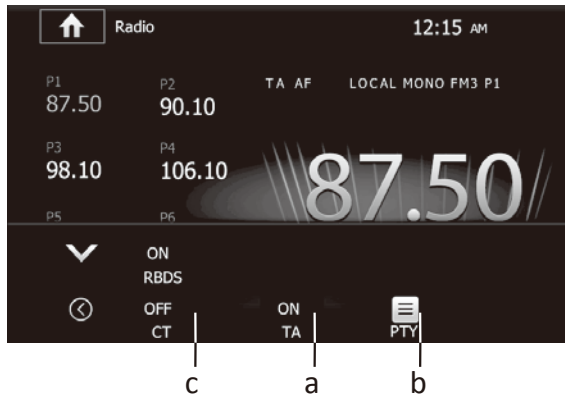 Radio 12:15 AM
P1 P2 TA AF LOCAL MONO FM3 P1
87.50 90.10
P3 P4
98.10 106.10 87.50
P5 P6
ON
RBDS
OFF ON
CT TA PTY
c a b